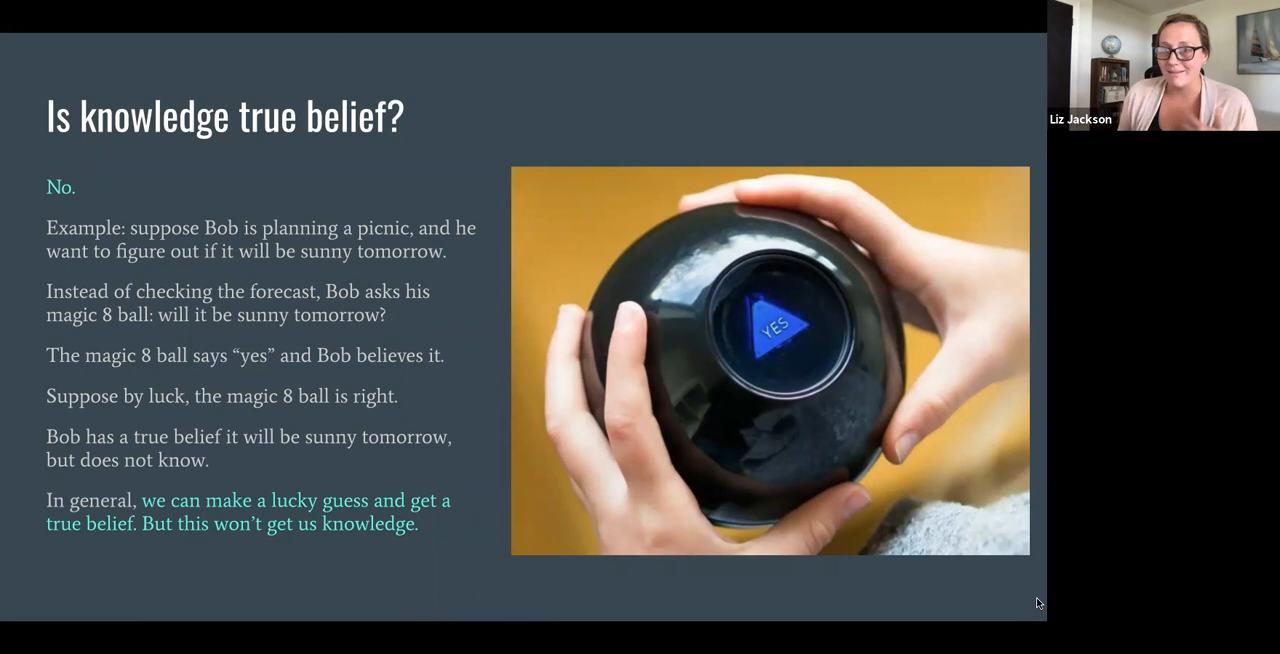 Is knowledge true belief?
No.
Example: suppose Bob is planning a picnic, and he
want to figure out if it will be sunny tomorrow.
Instead of checking the forecast, Bob asks his
magic 8 ball: will it be sunny tomorrow?
The magic 8 ball says “yes” and Bob believes it.
Suppose by luck, the magic 8 ball is right.
Bob has a true belief it will be sunny tomorrow,
but does not know.
In general, we can make a lucky guess and get a
true belief. But this won’t get us knowledge.
YES
Liz Jackson